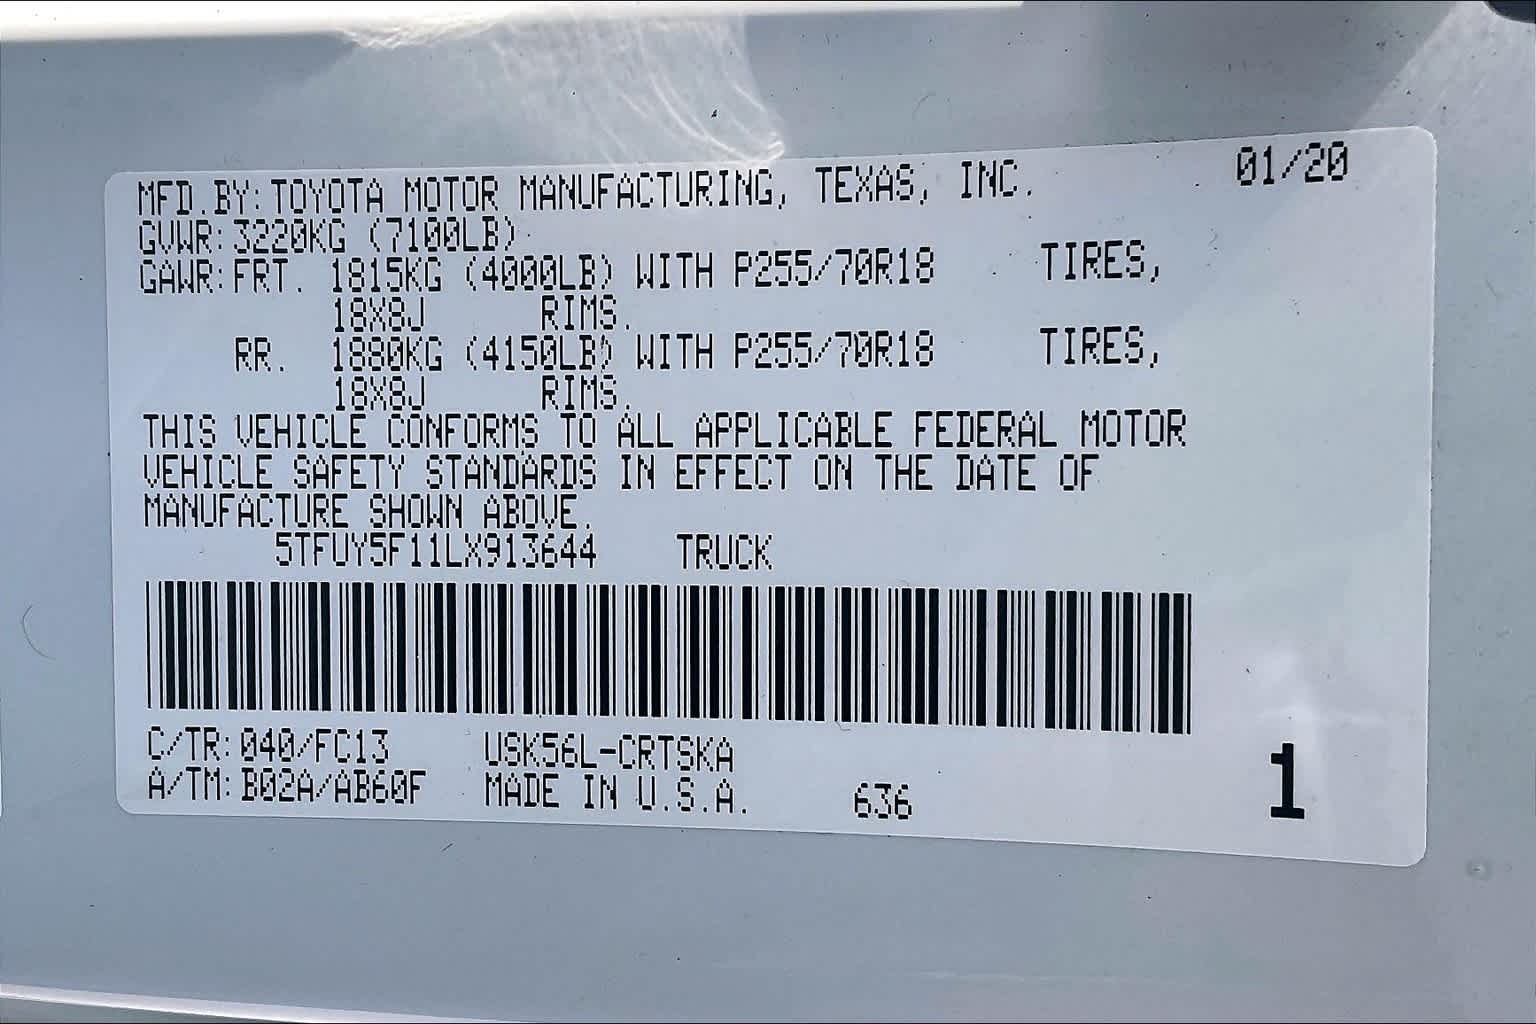 MFD.BY:TOYOTA MOTOR MANUFACTURING, TEXAS, INC. 01/20
GVWR:3220KG (7100LB)
GAWR:FRT. 1815KG (4000LB) WITH P255/70R18 TIRES,
18X8J RIMS.
RR. 1880KG (4150LB) WITH P255/70R18 TIRES,
18X8J RIMS.
THIS VEHICLE CONFORMS TO ALL APPLICABLE FEDERAL MOTOR
VEHICLE SAFETY STANDARDS IN EFFECT ON THE DATE OF
MANUFACTURE SHOWN ABOVE.
5TFUY5F11LX913644 TRUCK
C/TR:040/FC13 USK56L-CRTSKA
A/TM:B02A/AB60F MADE IN U.S.A. 636 1